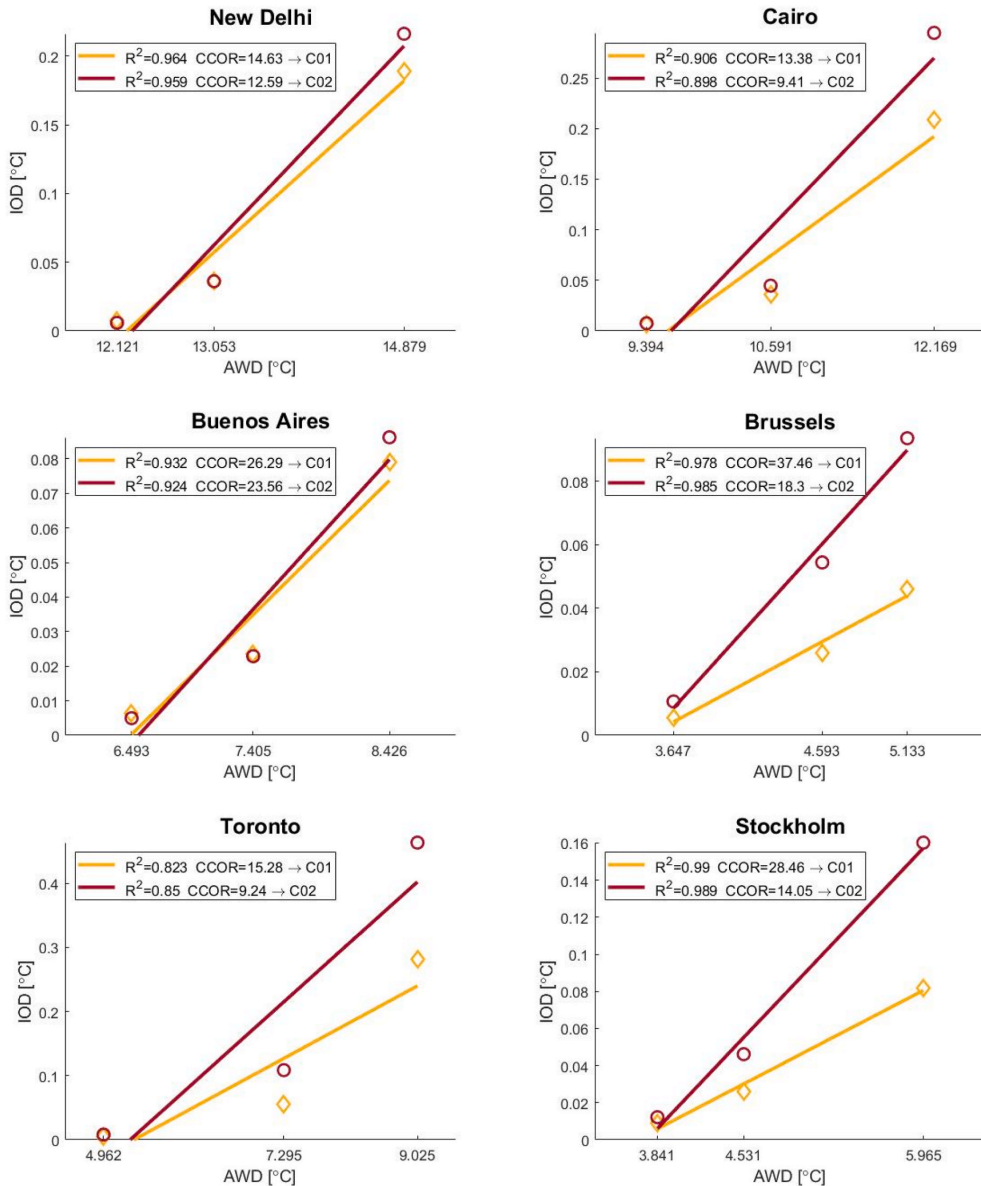 New Delhi
R²=0.964 CCOR=14.63 → C01
R²=0.959 CCOR=12.59 → C02
0.2
0.15
0.1
0.05
0
IOD [°C]
12.121 13.053 14.879
AWD [°C]
Cairo
R²=0.906 CCOR=13.38 → C01
R²=0.898 CCOR=9.41 → C02
0.25
0.2
0.15
0.1
0.05
0
IOD [°C]
9.394 10.591 12.169
AWD [°C]
Buenos Aires
R²=0.932 CCOR=26.29 → C01
R²=0.924 CCOR=23.56 → C02
0.08
0.07
0.06
0.05
0.04
0.03
0.02
0.01
0
IOD [°C]
6.493 7.405 8.426
AWD [°C]
Brussels
R²=0.978 CCOR=37.46 → C01
R²=0.985 CCOR=18.3 → C02
0.08
0.06
0.04
0.02
0
IOD [°C]
3.647 4.593 5.133
AWD [°C]
Toronto
R²=0.823 CCOR=15.28 → C01
R²=0.85 CCOR=9.24 → C02
0.4
0.3
0.2
0.1
0
IOD [°C]
4.962 7.295 9.025
AWD [°C]
Stockholm
R²=0.99 CCOR=28.46 → C01
R²=0.989 CCOR=14.05 → C02
0.16
0.14
0.12
0.1
0.08
0.06
0.04
0.02
0
IOD [°C]
3.841 4.531 5.965
AWD [°C]